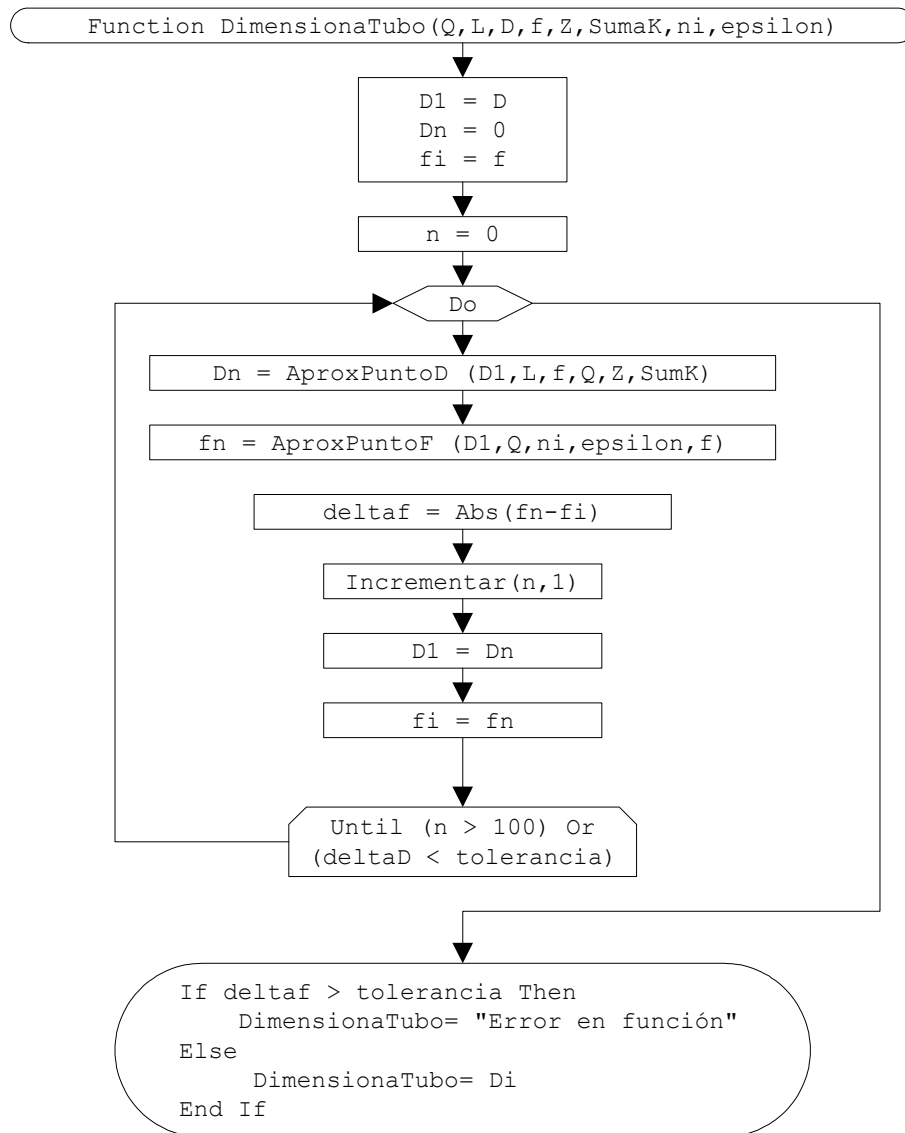 Function DimensionaTubo(Q,L,D,f,Z,SumaK,ni,epsilon)
D1 = D
Dn = 0
fi = f
n = 0
Do
Dn = AproxPuntoD (D1,L,f,Q,Z,SumK)
fn = AproxPuntoF (D1,Q,ni,epsilon,f)
deltaf = Abs(fn-fi)
Incrementar(n,1)
D1 = Dn
fi = fn
Until (n > 100) Or
(deltaD < tolerancia)
If deltaf > tolerancia Then
DimensionaTubo= "Error en función"
Else
DimensionaTubo= Di
End If